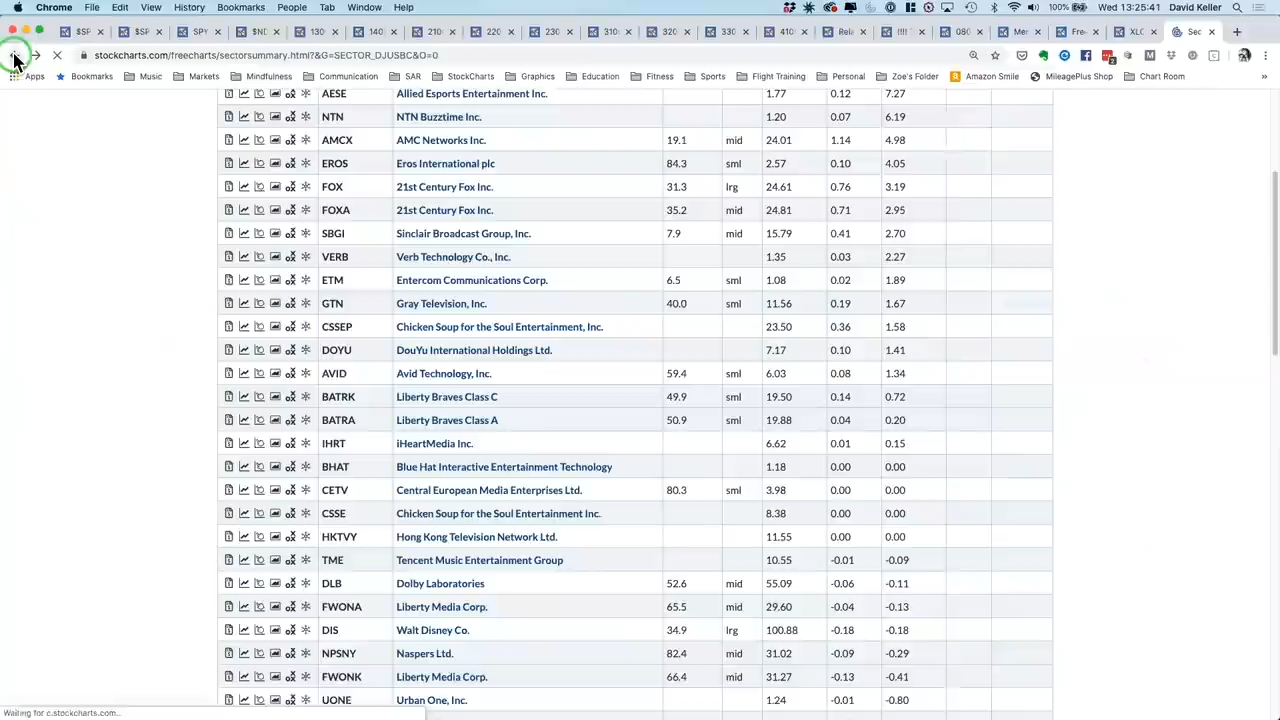 Chrome File Edit View History Bookmarks People Tab Window Help 100% Wed 13:25:41 David Keller
$SP $SP SPY $NE 130 140 210 220 230 310 320 330 410 Rela !!!! 080 Mer Free XLC Sec
stockcharts.com/freecharts/sectorsummary.html?&G=SECTOR_DJUSBC&O=0
Apps Bookmarks Music Markets Mindfulness Communication SAR StockCharts Graphics Education Fitness Sports Flight Training Personal Zoe's Folder Amazon Smile MileagePlus Shop Chart Room »
AESE Allied Esports Entertainment Inc. 1.77 0.12 7.27
NTN NTN Buzztime Inc. 1.20 0.07 6.19
AMCX AMC Networks Inc. 19.1 mid 24.01 1.14 4.98
EROS Eros International plc 84.3 sml 2.57 0.10 4.05
FOX 21st Century Fox Inc. 31.3 lrg 24.61 0.76 3.19
FOXA 21st Century Fox Inc. 35.2 mid 24.81 0.71 2.95
SBGI Sinclair Broadcast Group, Inc. 7.9 mid 15.79 0.41 2.70
VERB Verb Technology Co., Inc. 1.35 0.03 2.27
ETM Entercom Communications Corp. 6.5 sml 1.08 0.02 1.89
GTN Gray Television, Inc. 40.0 sml 11.56 0.19 1.67
CSSEP Chicken Soup for the Soul Entertainment, Inc. 23.50 0.36 1.58
DOYU DouYu International Holdings Ltd. 7.17 0.10 1.41
AVID Avid Technology, Inc. 59.4 sml 6.03 0.08 1.34
BATRK Liberty Braves Class C 49.9 sml 19.50 0.14 0.72
BATRA Liberty Braves Class A 50.9 sml 19.88 0.04 0.20
IHRT iHeartMedia Inc. 6.62 0.01 0.15
BHAT Blue Hat Interactive Entertainment Technology 1.18 0.00 0.00
CETV Central European Media Enterprises Ltd. 80.3 sml 3.98 0.00 0.00
CSSE Chicken Soup for the Soul Entertainment Inc. 8.38 0.00 0.00
HKTVY Hong Kong Television Network Ltd. 11.55 0.00 0.00
TME Tencent Music Entertainment Group 10.55 -0.01 -0.09
DLB Dolby Laboratories 52.6 mid 55.09 -0.06 -0.11
FWONA Liberty Media Corp. 65.5 mid 29.60 -0.04 -0.13
DIS Walt Disney Co. 34.9 lrg 100.88 -0.18 -0.18
NPSNY Naspers Ltd. 82.4 mid 31.02 -0.09 -0.29
FWONK Liberty Media Corp. 66.4 mid 31.27 -0.13 -0.41
UONE Urban One, Inc. 1.24 -0.01 -0.80
Waiting for c.stockcharts.com...